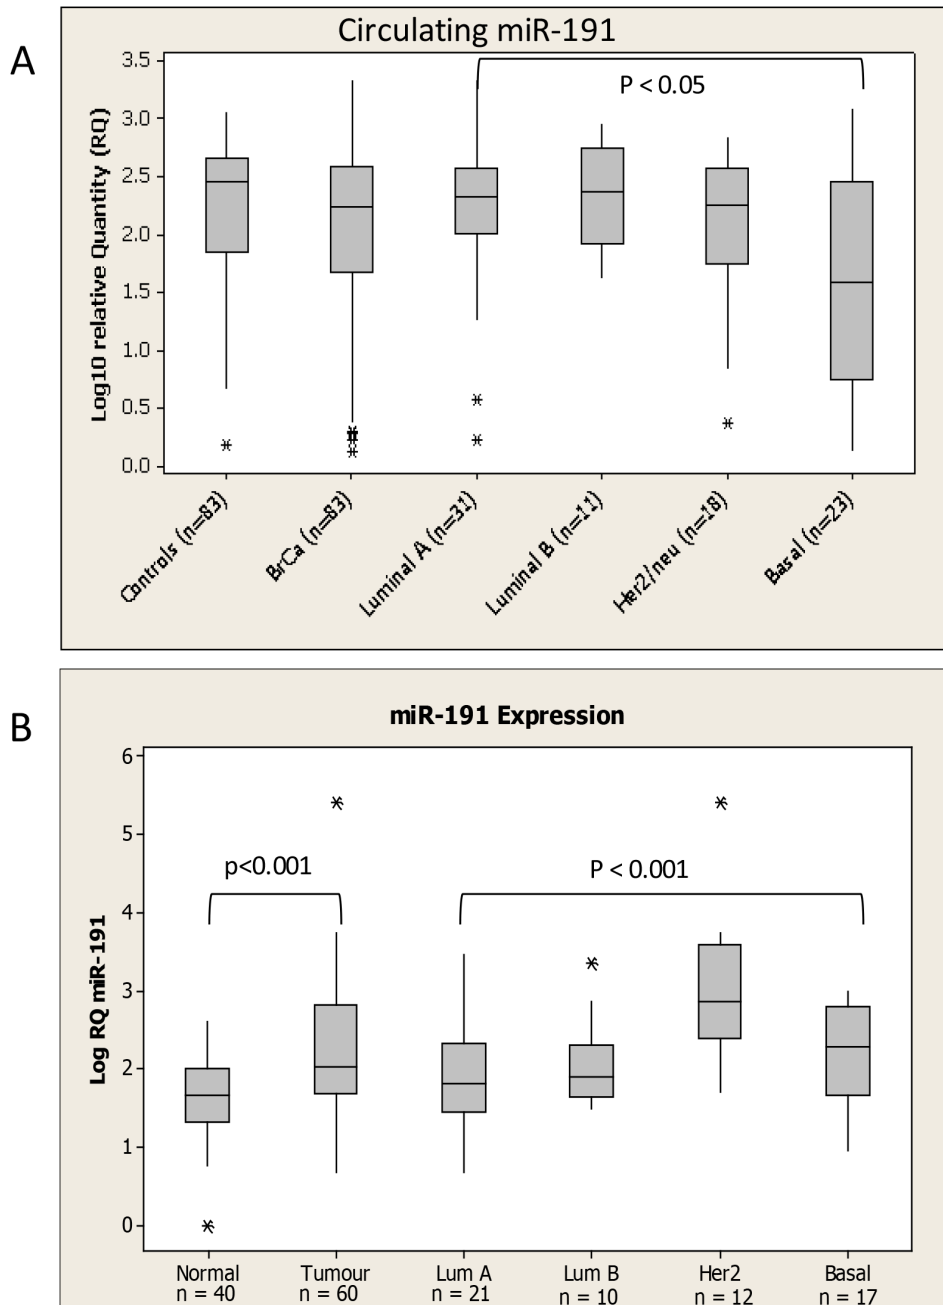 A
Circulating miR-191
3.5
P < 0.05
3.0
2.5
2.0
1.5
1.0
0.5
0.0
Log10 relative Quantity (RQ)
Controls (n=83)
BrCa (n=83)
Luminal A (n=31)
Luminal B (n=11)
Her2/neu (n=18)
Basal (n=23)
B
miR-191 Expression
6
5
p<0.001
P < 0.001
4
3
2
1
0
Log RQ miR-191
Normal Tumour Lum A Lum B Her2 Basal
n = 40 n = 60 n = 21 n = 10 n = 12 n = 17